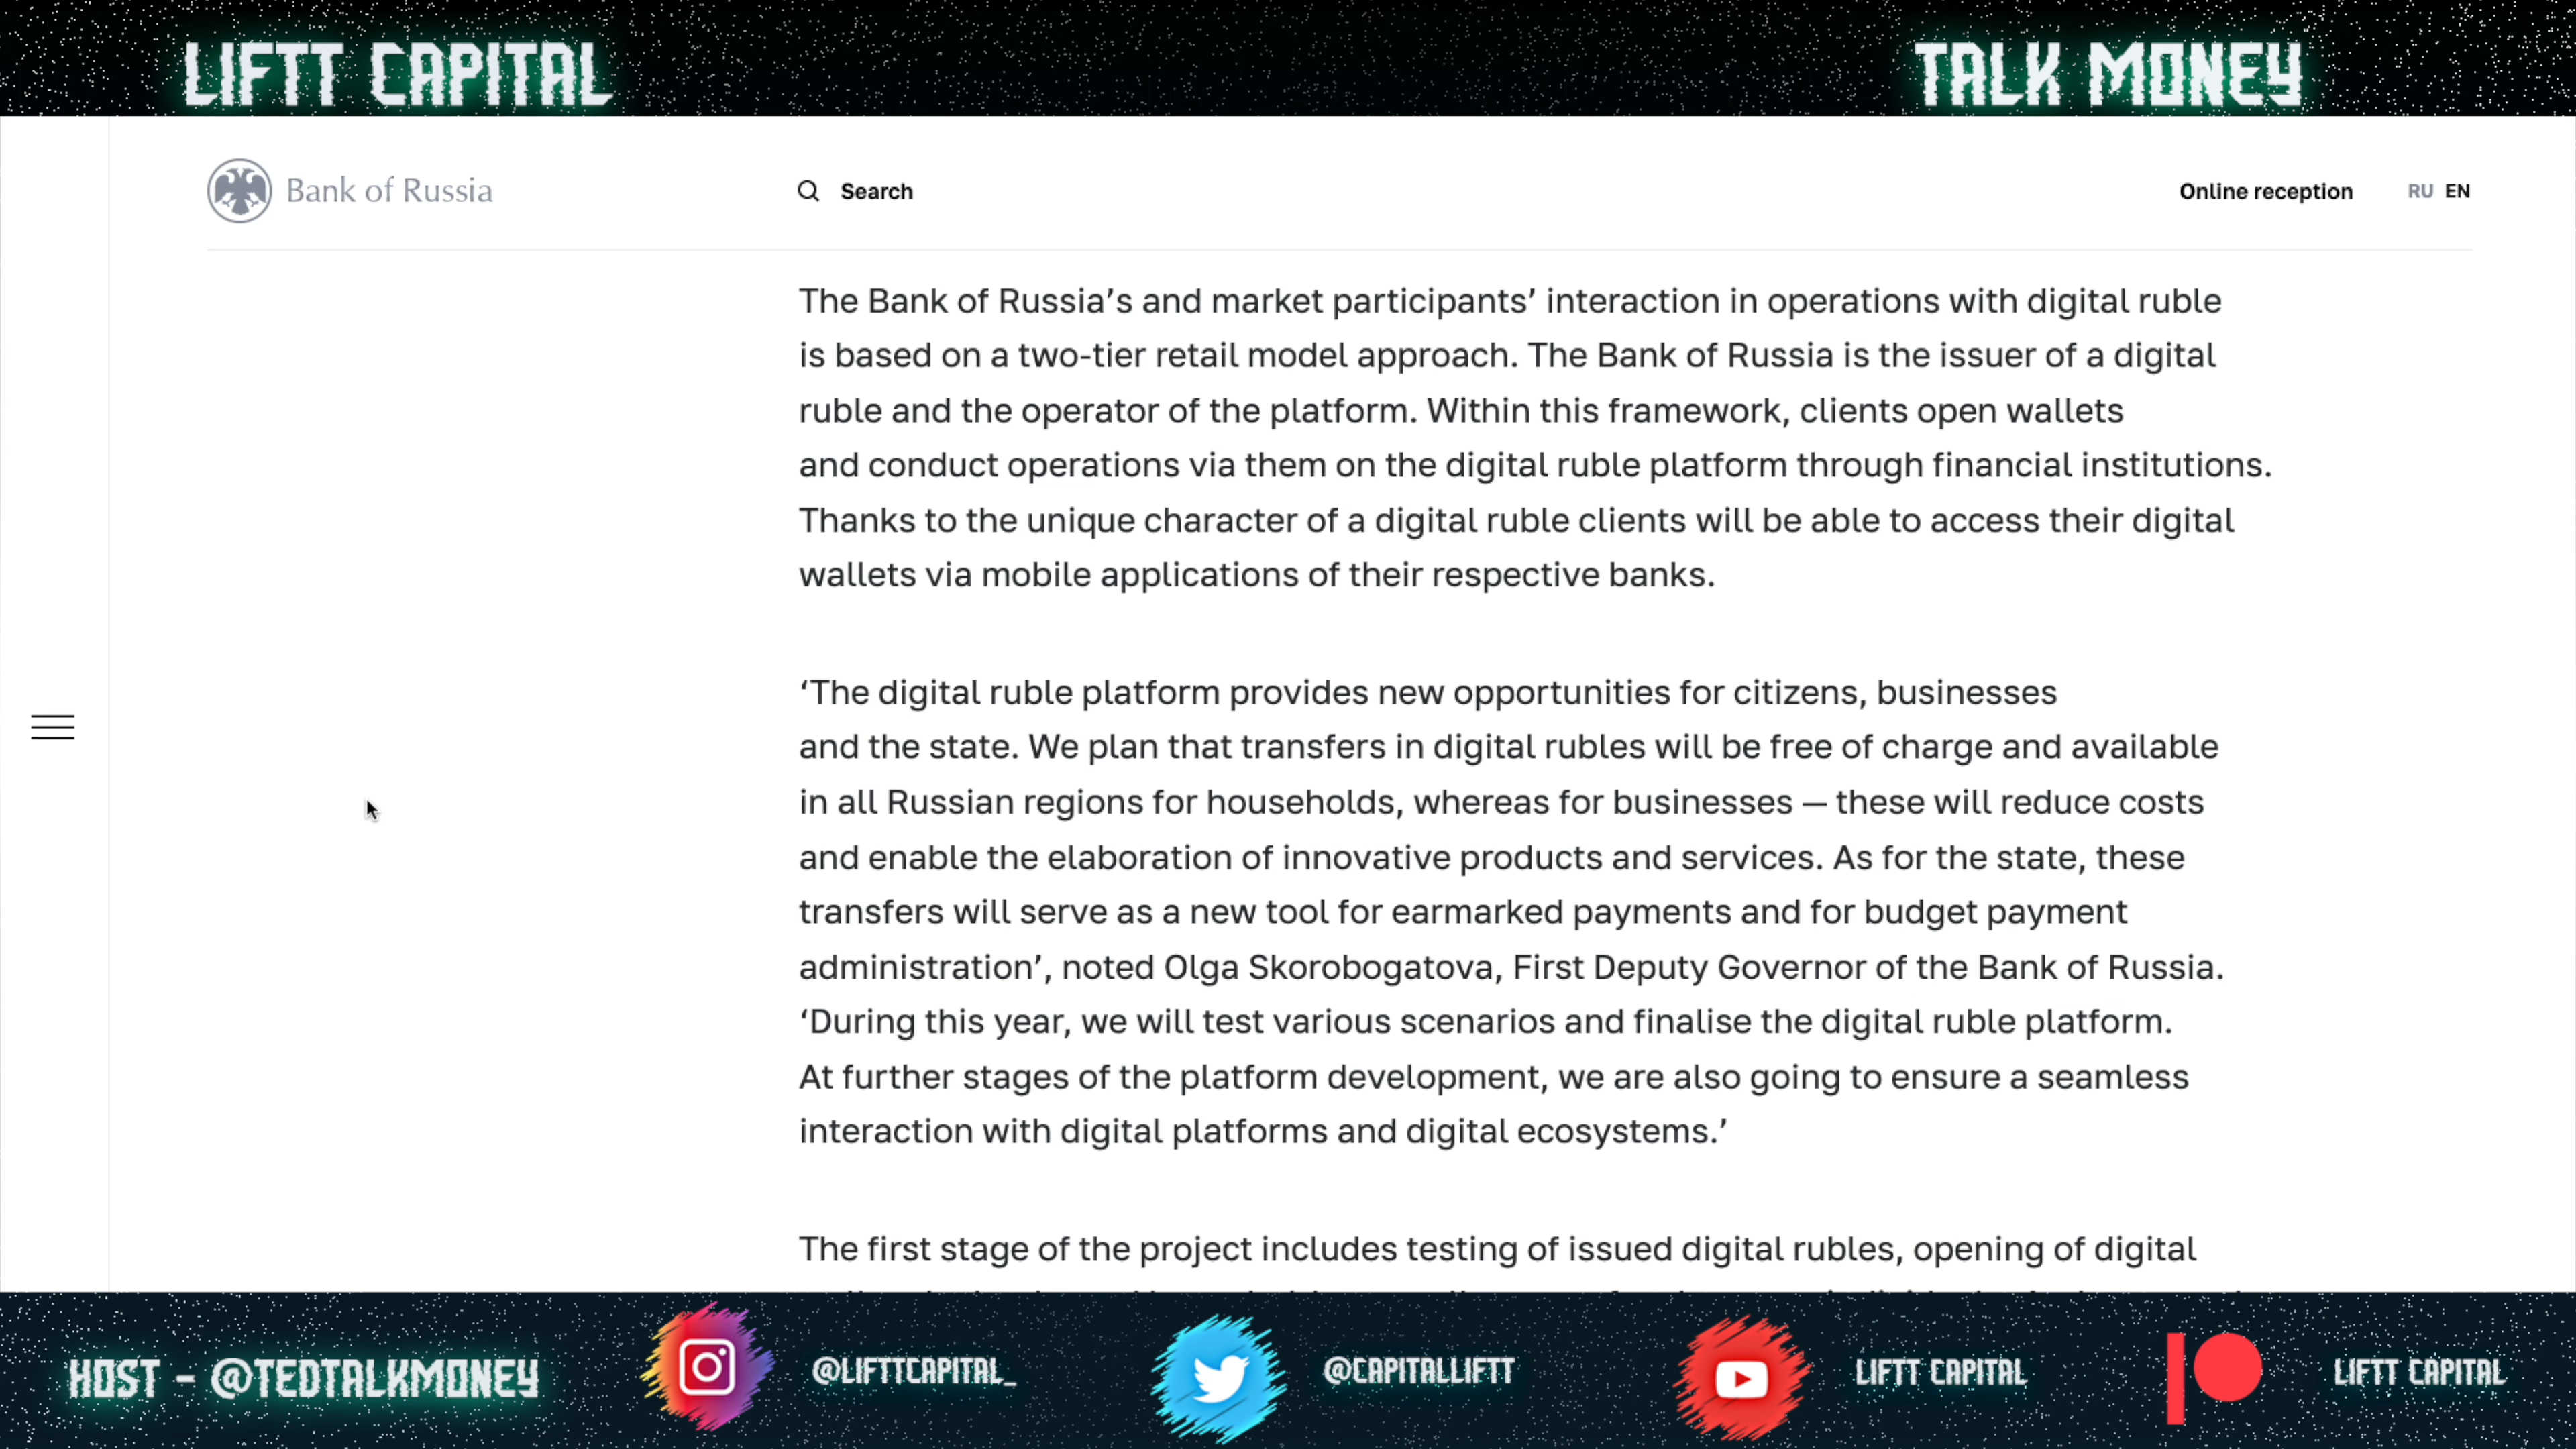 LIFTT CAPITAL
TALK MONEY
Bank of Russia
Search
Online reception
RU EN
The Bank of Russia’s and market participants’ interaction in operations with digital ruble
is based on a two-tier retail model approach. The Bank of Russia is the issuer of a digital
ruble and the operator of the platform. Within this framework, clients open wallets
and conduct operations via them on the digital ruble platform through financial institutions.
Thanks to the unique character of a digital ruble clients will be able to access their digital
wallets via mobile applications of their respective banks.
‘The digital ruble platform provides new opportunities for citizens, businesses
and the state. We plan that transfers in digital rubles will be free of charge and available
in all Russian regions for households, whereas for businesses — these will reduce costs
and enable the elaboration of innovative products and services. As for the state, these
transfers will serve as a new tool for earmarked payments and for budget payment
administration’, noted Olga Skorobogatova, First Deputy Governor of the Bank of Russia.
‘During this year, we will test various scenarios and finalise the digital ruble platform.
At further stages of the platform development, we are also going to ensure a seamless
interaction with digital platforms and digital ecosystems.’
The first stage of the project includes testing of issued digital rubles, opening of digital
HOST - @TEDTALKMONEY
@LIFTTCAPITAL_
@CAPITALLIFTT
LIFTT CAPITAL
LIFTT CAPITAL